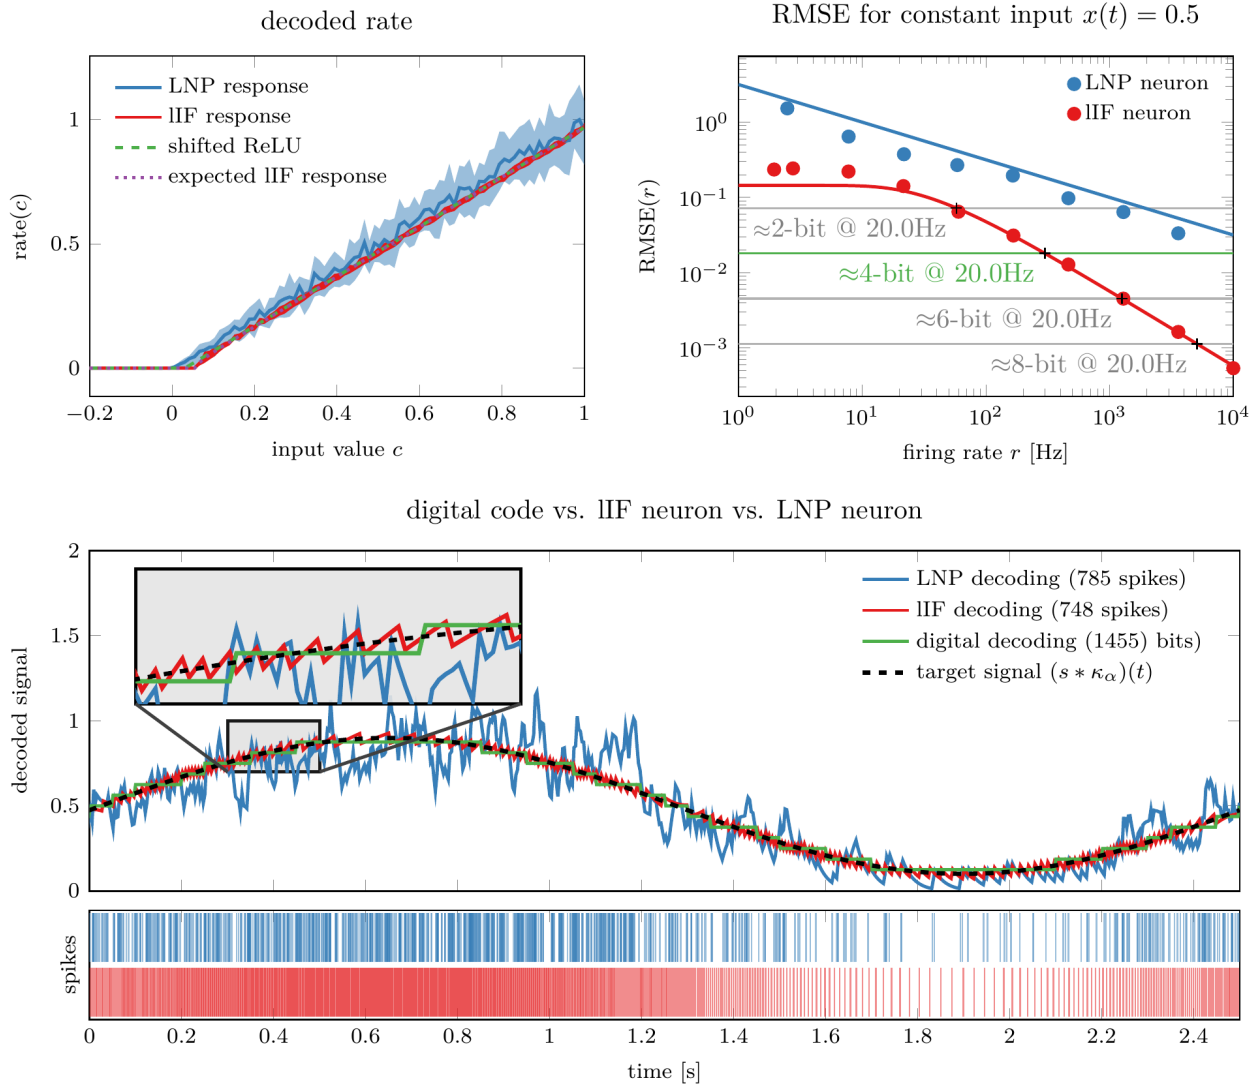 decoded rate
LNP response
lIF response
shifted ReLU
expected lIF response
rate(c)
1
0.5
0
−0.2 0 0.2 0.4 0.6 0.8 1
input value c
RMSE for constant input x(t) = 0.5
LNP neuron
lIF neuron
RMSE(r)
10^0
10^−1
10^−2
10^−3
≈2-bit @ 20.0Hz
≈4-bit @ 20.0Hz
≈6-bit @ 20.0Hz
≈8-bit @ 20.0Hz
10^0 10^1 10^2 10^3 10^4
firing rate r [Hz]
digital code vs. lIF neuron vs. LNP neuron
LNP decoding (785 spikes)
lIF decoding (748 spikes)
digital decoding (1455) bits)
target signal (s ∗ κ_α)(t)
decoded signal
2
1.5
1
0.5
0
spikes
0 0.2 0.4 0.6 0.8 1 1.2 1.4 1.6 1.8 2 2.2 2.4
time [s]